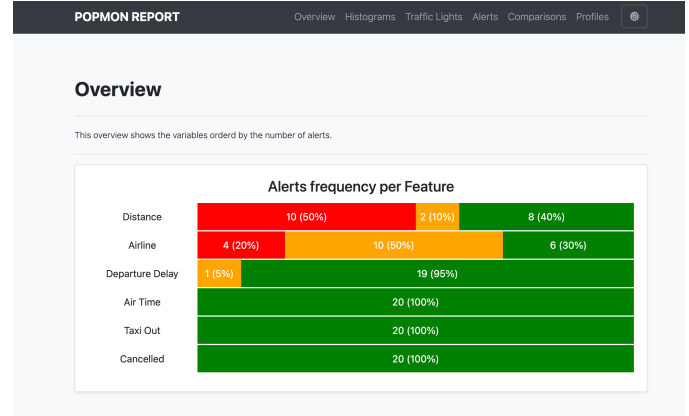 POPMON REPORT Overview Histograms Traffic Lights Alerts Comparisons Profiles
Overview
This overview shows the variables orderd by the number of alerts.
Alerts frequency per Feature
Distance 10 (50%) 2 (10%) 8 (40%)
Airline 4 (20%) 10 (50%) 6 (30%)
Departure Delay 1 (5%) 19 (95%)
Air Time 20 (100%)
Taxi Out 20 (100%)
Cancelled 20 (100%)